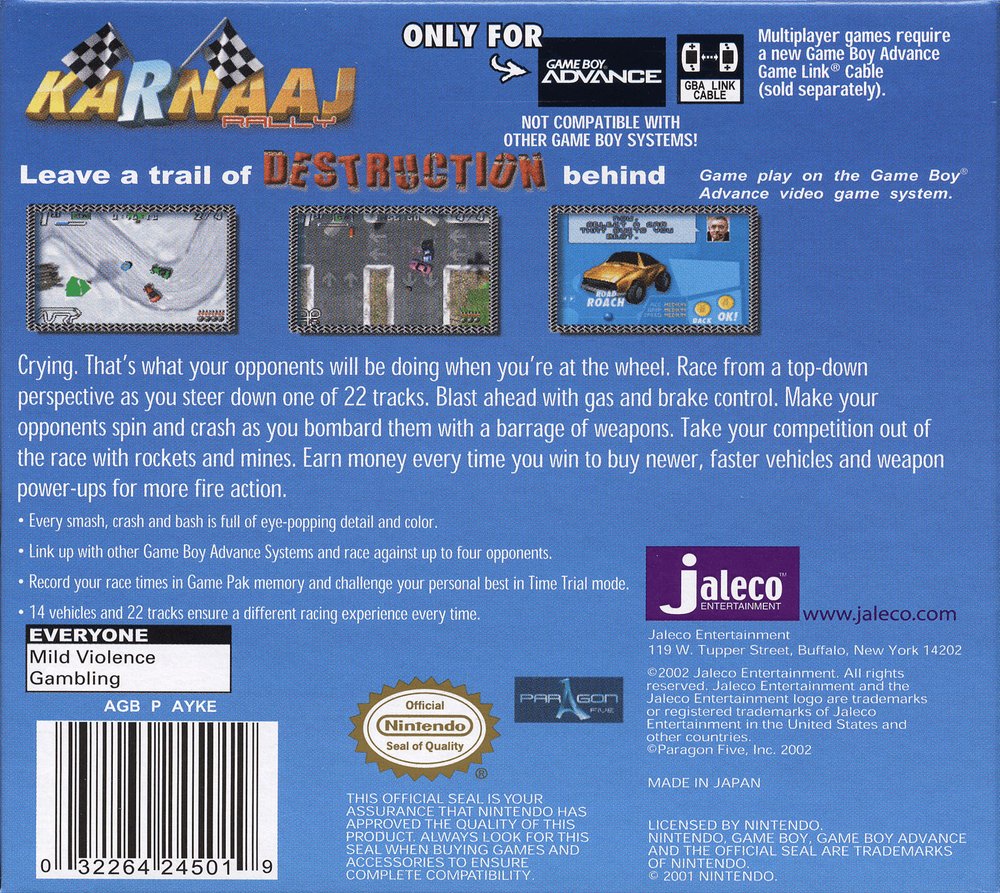 KARNAAJ
RALLY
ONLY FOR
GAME BOY
ADVANCE
GBA LINK
CABLE
Multiplayer games require
a new Game Boy Advance
Game Link® Cable
(sold separately).
NOT COMPATIBLE WITH
OTHER GAME BOY SYSTEMS!
Leave a trail of DESTRUCTION behind
Game play on the Game Boy®
Advance video game system.
NOW,
SELECT A CAR
THAT SUITS YOU
BEST.
ROAD
ROACH
BACK OK!
Crying. That's what your opponents will be doing when you're at the wheel. Race from a top-down
perspective as you steer down one of 22 tracks. Blast ahead with gas and brake control. Make your
opponents spin and crash as you bombard them with a barrage of weapons. Take your competition out of
the race with rockets and mines. Earn money every time you win to buy newer, faster vehicles and weapon
power-ups for more fire action.
• Every smash, crash and bash is full of eye-popping detail and color.
• Link up with other Game Boy Advance Systems and race against up to four opponents.
• Record your race times in Game Pak memory and challenge your personal best in Time Trial mode.
• 14 vehicles and 22 tracks ensure a different racing experience every time.
EVERYONE
Mild Violence
Gambling
AGB P AYKE
0 32264 24501 9
Official
Nintendo
Seal of Quality
®
THIS OFFICIAL SEAL IS YOUR
ASSURANCE THAT NINTENDO HAS
APPROVED THE QUALITY OF THIS
PRODUCT. ALWAYS LOOK FOR THIS
SEAL WHEN BUYING GAMES AND
ACCESSORIES TO ENSURE
COMPLETE COMPATIBILITY.
PARAGON
FIVE
jaleco™
ENTERTAINMENT
www.jaleco.com
Jaleco Entertainment
119 W. Tupper Street, Buffalo, New York 14202
©2002 Jaleco Entertainment. All rights
reserved. Jaleco Entertainment and the
Jaleco Entertainment logo are trademarks
or registered trademarks of Jaleco
Entertainment in the United States and
other countries.
©Paragon Five, Inc. 2002
MADE IN JAPAN
LICENSED BY NINTENDO.
NINTENDO, GAME BOY, GAME BOY ADVANCE
AND THE OFFICIAL SEAL ARE TRADEMARKS
OF NINTENDO.
© 2001 NINTENDO.